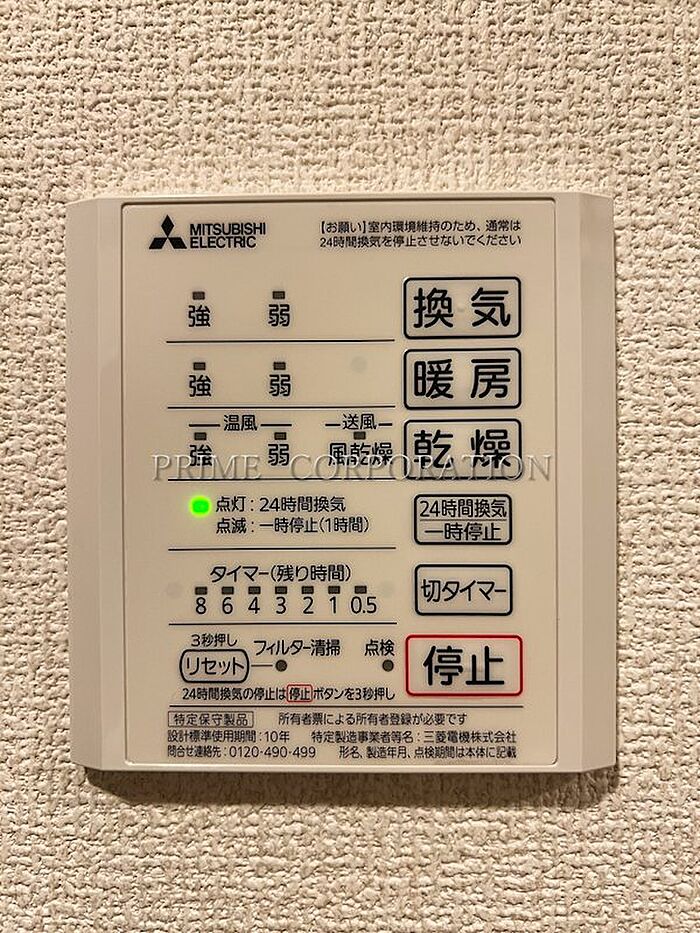 MITSUBISHI
ELECTRIC
【お願い】室内環境維持のため、通常は
24時間換気を停止させないでください
強 弱 換気
強 弱 暖房
温風 送風
強 弱 風乾燥 乾燥
PRIME CORPORATION
点灯：24時間換気
点滅：一時停止(1時間)
24時間換気
一時停止
タイマー(残り時間)
8 6 4 3 2 1 0.5
切タイマー
3秒押し
リセット フィルター清掃 点検
停止
24時間換気の停止は停止ボタンを3秒押し
特定保守製品 所有者票による所有者登録が必要です
設計標準使用期間：10年 特定製造事業者等名：三菱電機株式会社
問合せ連絡先：0120-490-499 形名、製造年月、点検期間は本体に記載